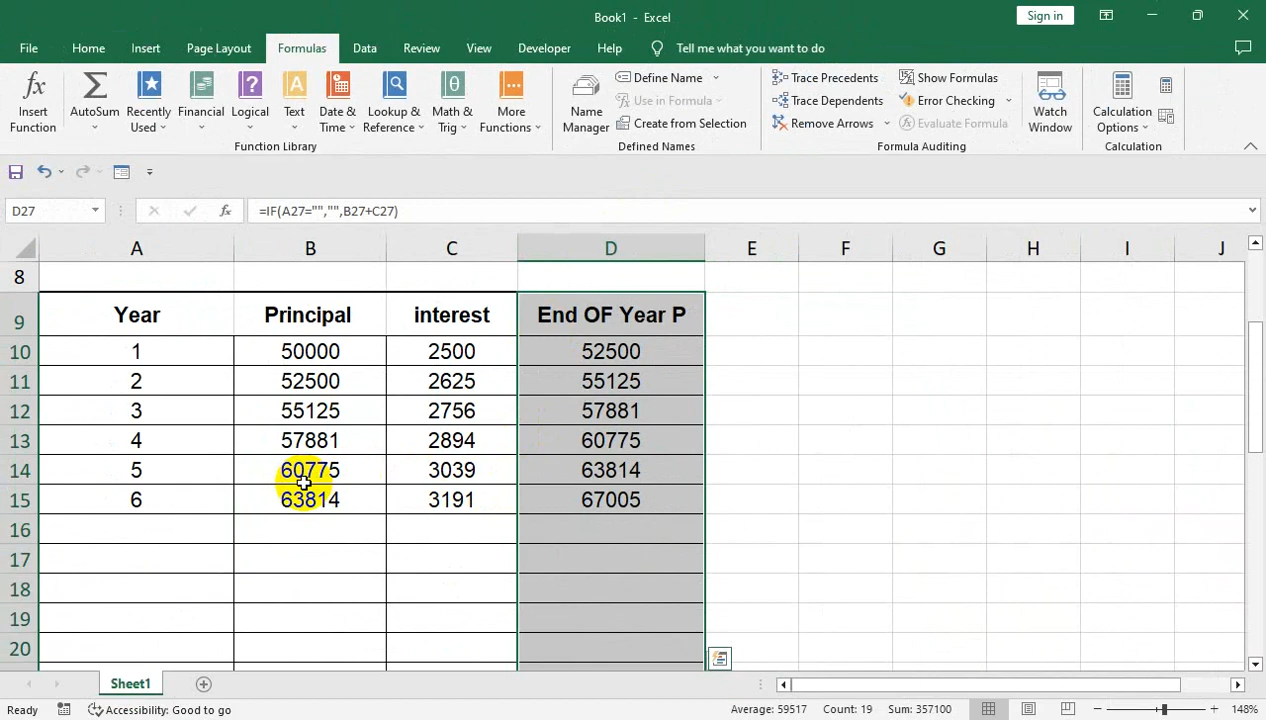 Book1 - Excel
Sign in
File Home Insert Page Layout Formulas Data Review View Developer Help Tell me what you want to do
Insert Function
AutoSum
Recently Used
Financial
Logical
Text
Date & Time
Lookup & Reference
Math & Trig
More Functions
Function Library
Name Manager
Define Name
Use in Formula
Create from Selection
Defined Names
Trace Precedents
Trace Dependents
Remove Arrows
Show Formulas
Error Checking
Evaluate Formula
Formula Auditing
Watch Window
Calculation Options
Calculation
D27 fx =IF(A27="","",B27+C27)
A B C D E F G H I J
8
9 Year Principal interest End OF Year P
10 1 50000 2500 52500
11 2 52500 2625 55125
12 3 55125 2756 57881
13 4 57881 2894 60775
14 5 60775 3039 63814
15 6 63814 3191 67005
16
17
18
19
20
Sheet1
Ready Accessibility: Good to go Average: 59517 Count: 19 Sum: 357100 148%